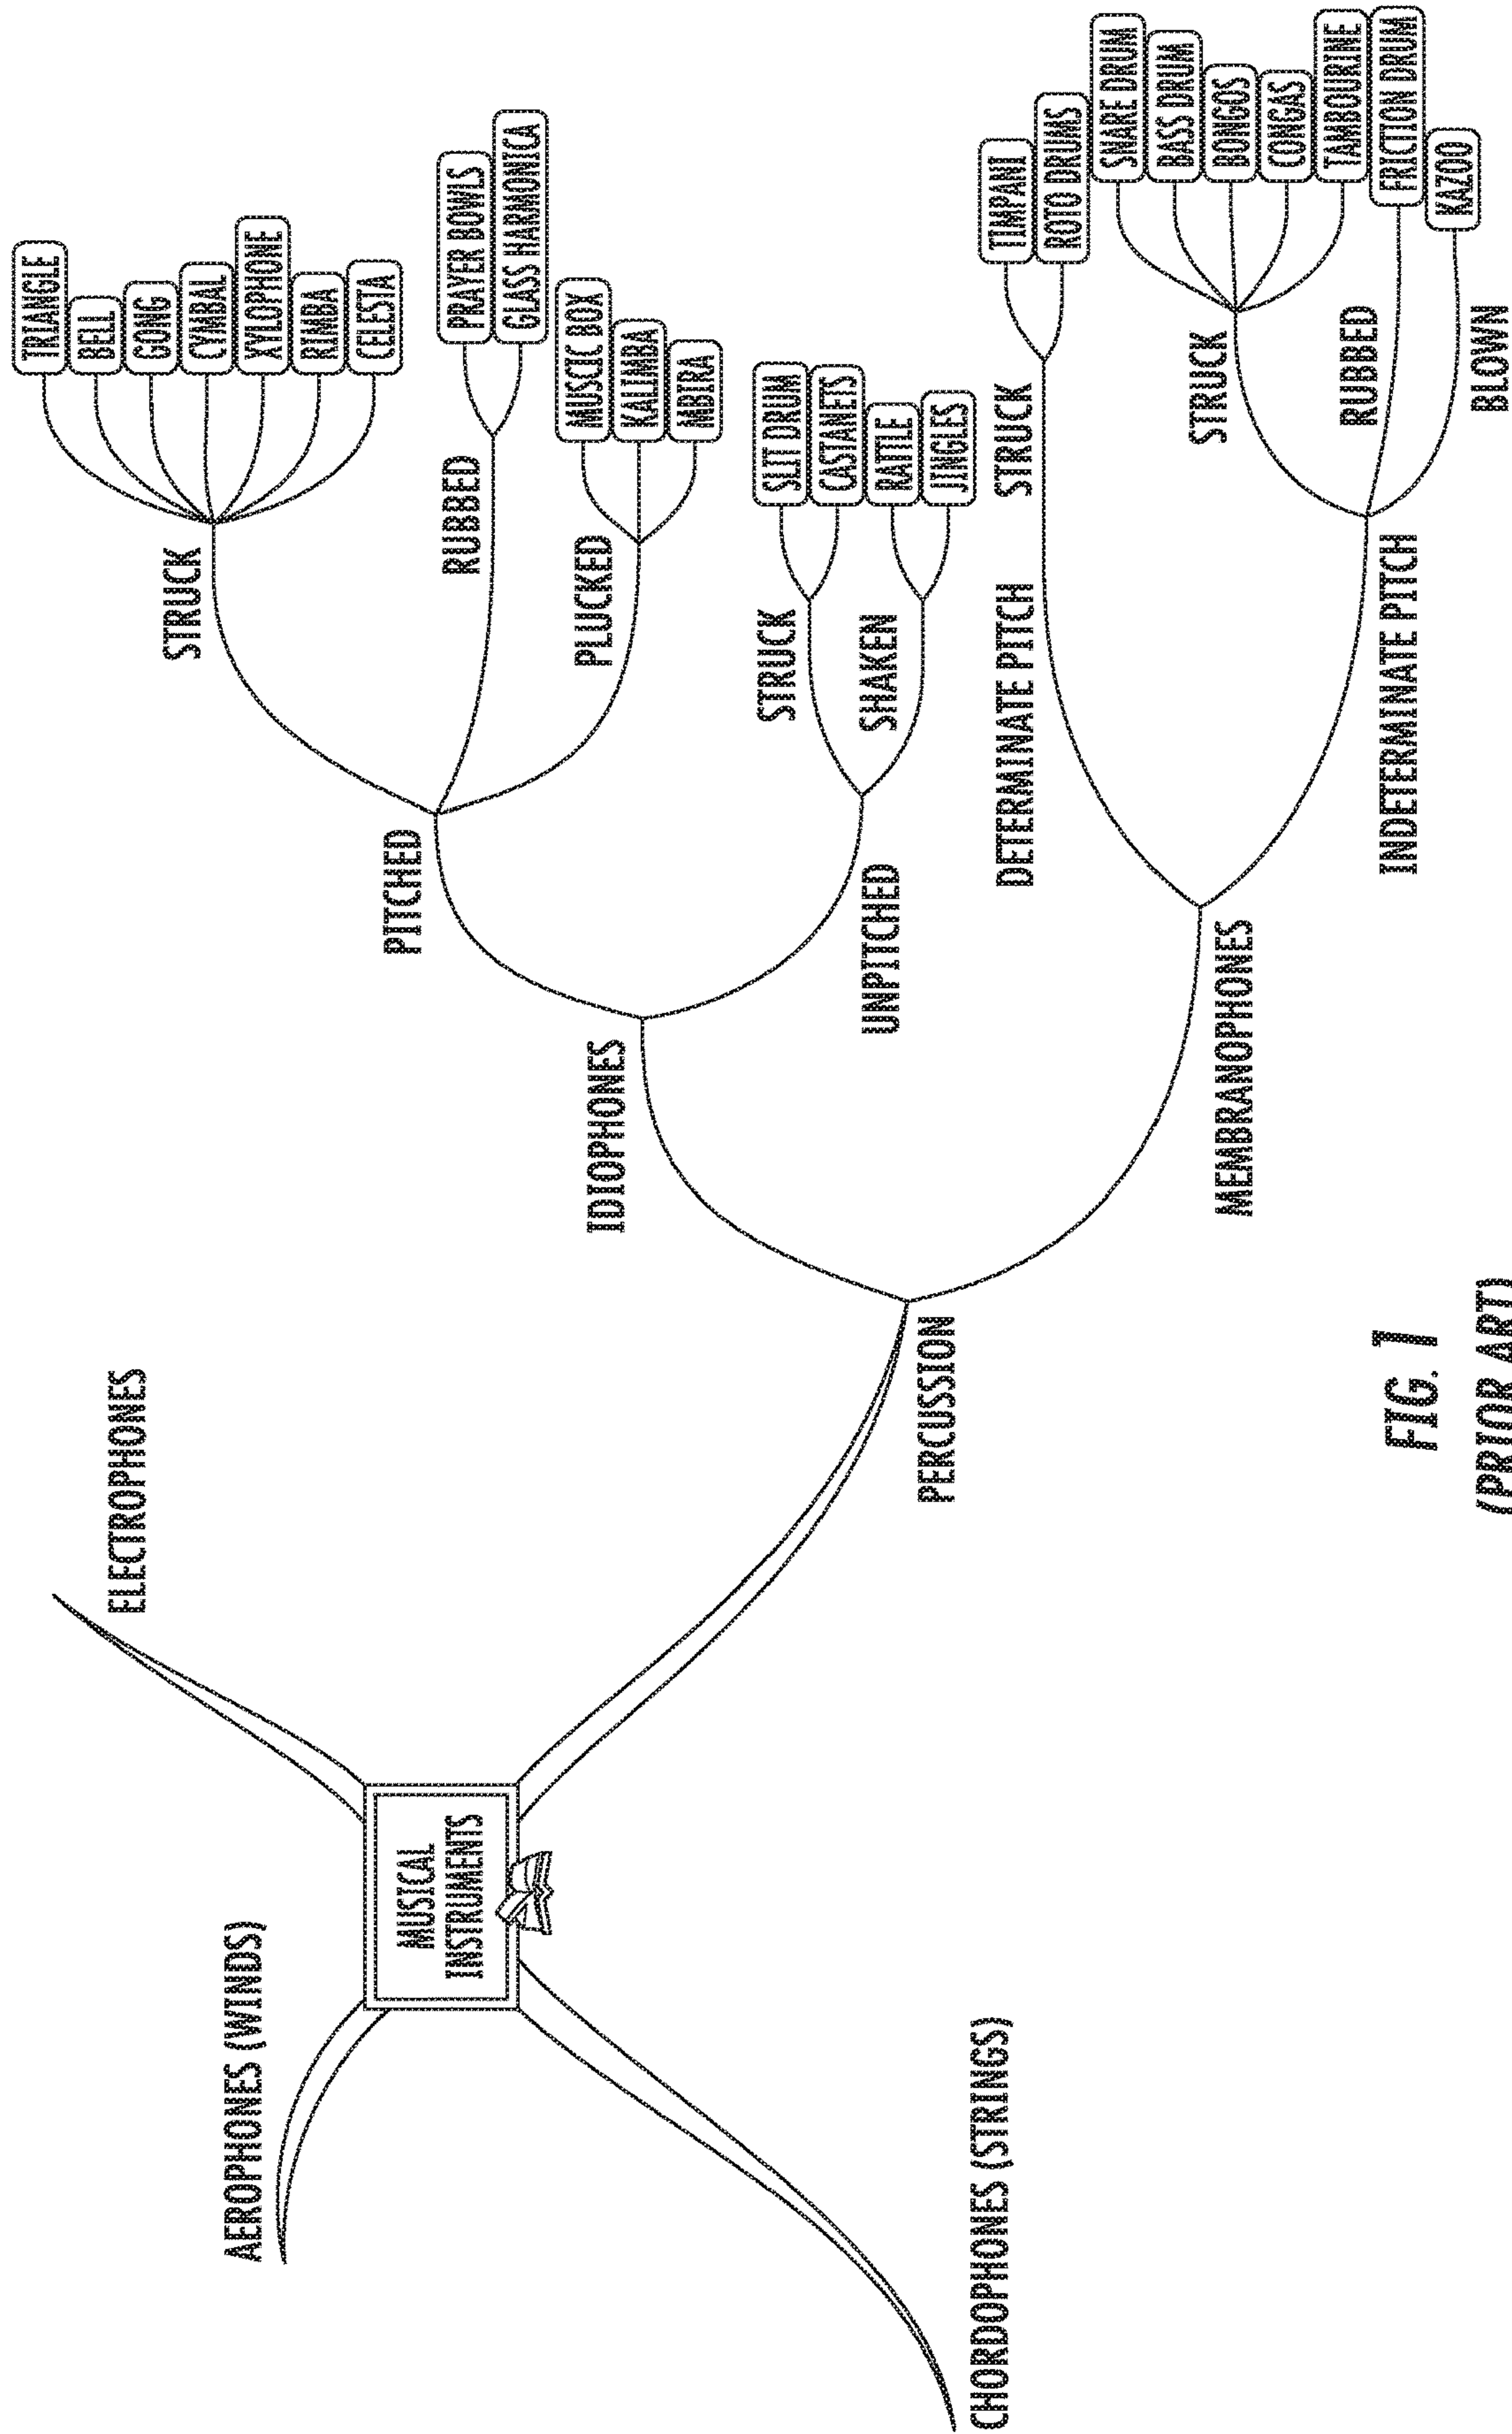 AEROPHONES (WINDS)
ELECTROPHONES
MUSICAL
INSTRUMENTS
CHORDOPHONES (STRINGS)
PERCUSSION
IDIOPHONES
PITCHED
STRUCK
TRIANGLE
BELL
GONG
CYMBAL
XYLOPHONE
RIMBA
CELESTA
RUBBED
PRAYER BOWLS
GLASS HARMONICA
PLUCKED
MUSCIC BOX
KALIMBA
MBIRA
UNPITCHED
STRUCK
SLIT DRUM
CASTANETS
SHAKEN
RATTLE
JINGLES
MEMBRANOPHONES
DETERMINATE PITCH
STRUCK
TIMPANI
ROTO DRUMS
INDETERMINATE PITCH
STRUCK
SNARE DRUM
BASS DRUM
BONGOS
CONGAS
TAMBOURINE
RUBBED
FRICTION DRUM
BLOWN
KAZOO
FIG. 1
(PRIOR ART)